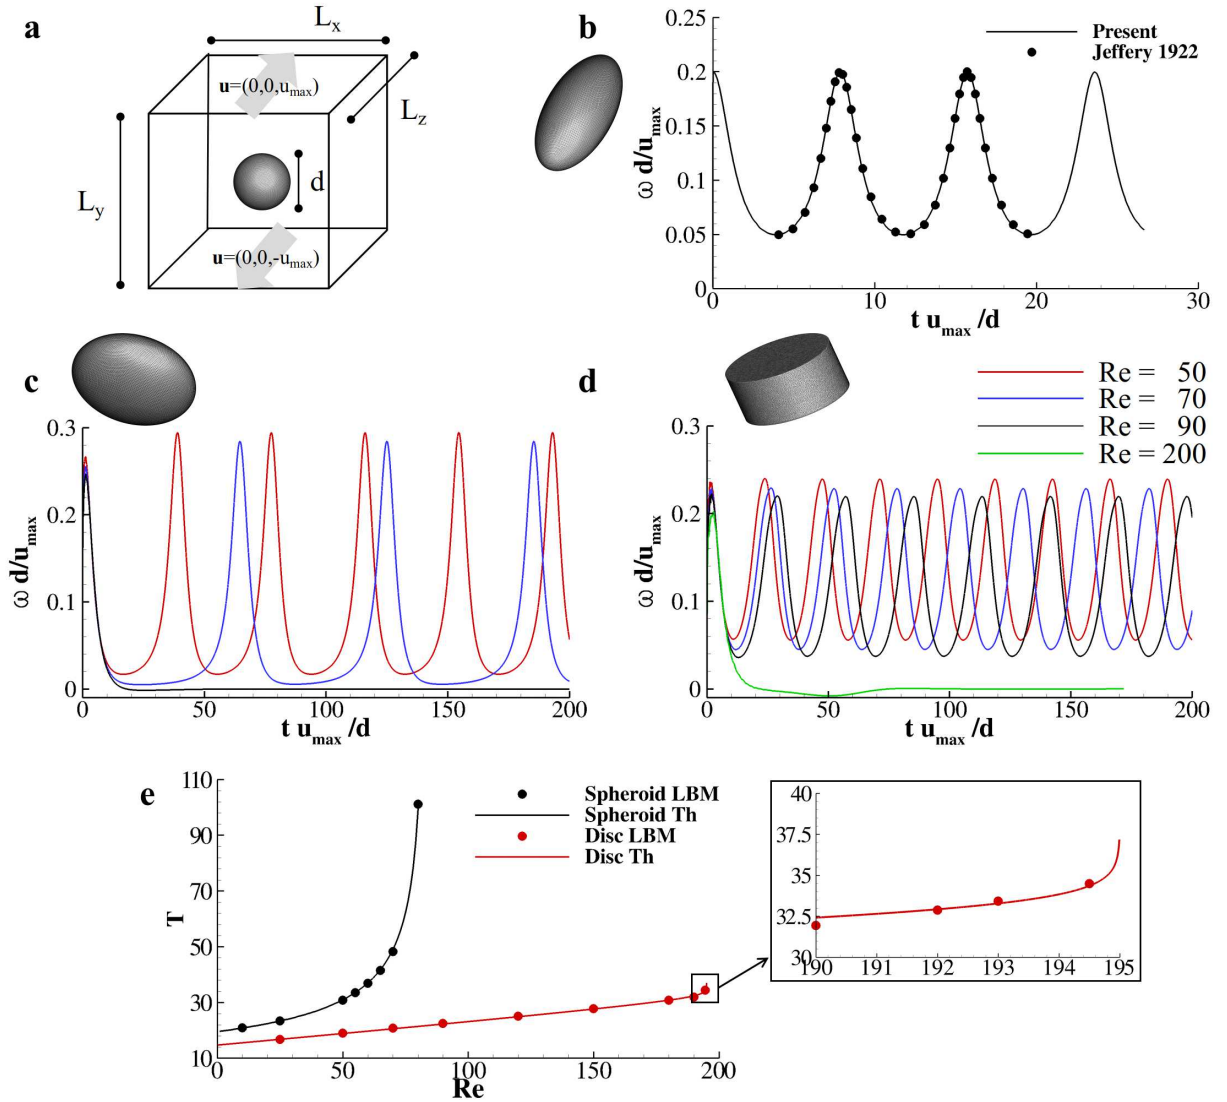 a
Lx
u=(0,0,umax)
Lz
d
Ly
u=(0,0,-umax)
b
Present
Jeffery 1922
0.2
0.15
0.1
0.05
0
ω d/umax
0 10 20 30
t umax /d
c
0.3
0.2
0.1
0
ω d/umax
0 50 100 150 200
t umax /d
d
Re = 50
Re = 70
Re = 90
Re = 200
0.3
0.2
0.1
0
ω d/umax
0 50 100 150 200
t umax /d
e
Spheroid LBM
Spheroid Th
Disc LBM
Disc Th
110
90
70
50
30
10
T
0 50 100 150 200
Re
40
37.5
35
32.5
30
190 191 192 193 194 195